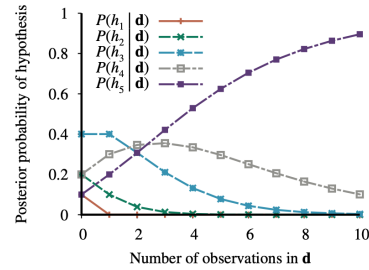 Posterior probability of hypothesis
1
0.8
0.6
0.4
0.2
0
P(h₁ | d)
P(h₂ | d)
P(h₃ | d)
P(h₄ | d)
P(h₅ | d)
0 2 4 6 8 10
Number of observations in d